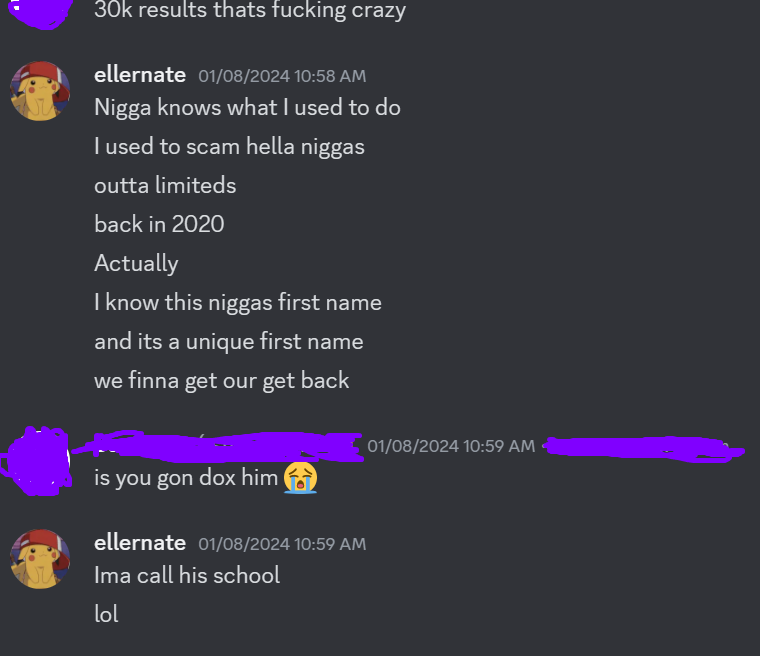 30k results thats fucking crazy
ellernate 01/08/2024 10:58 AM
Nigga knows what I used to do
I used to scam hella niggas
outta limiteds
back in 2020
Actually
I know this niggas first name
and its a unique first name
we finna get our get back
01/08/2024 10:59 AM
is you gon dox him 😭
ellernate 01/08/2024 10:59 AM
Ima call his school
lol